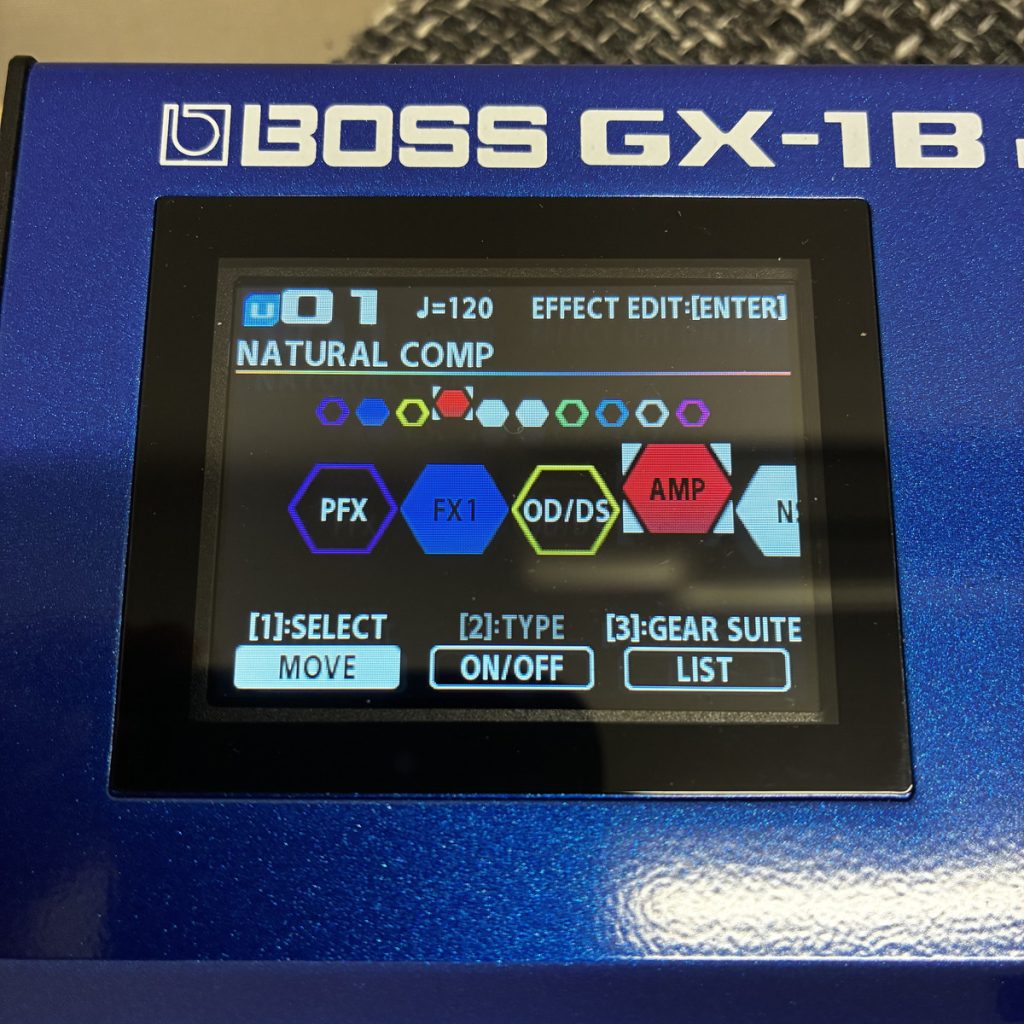 BOSS GX-1B
U01 ♩=120 EFFECT EDIT:[ENTER]
NATURAL COMP
PFX FX1 OD/DS AMP
[1]:SELECT [2]:TYPE [3]:GEAR SUITE
MOVE ON/OFF LIST